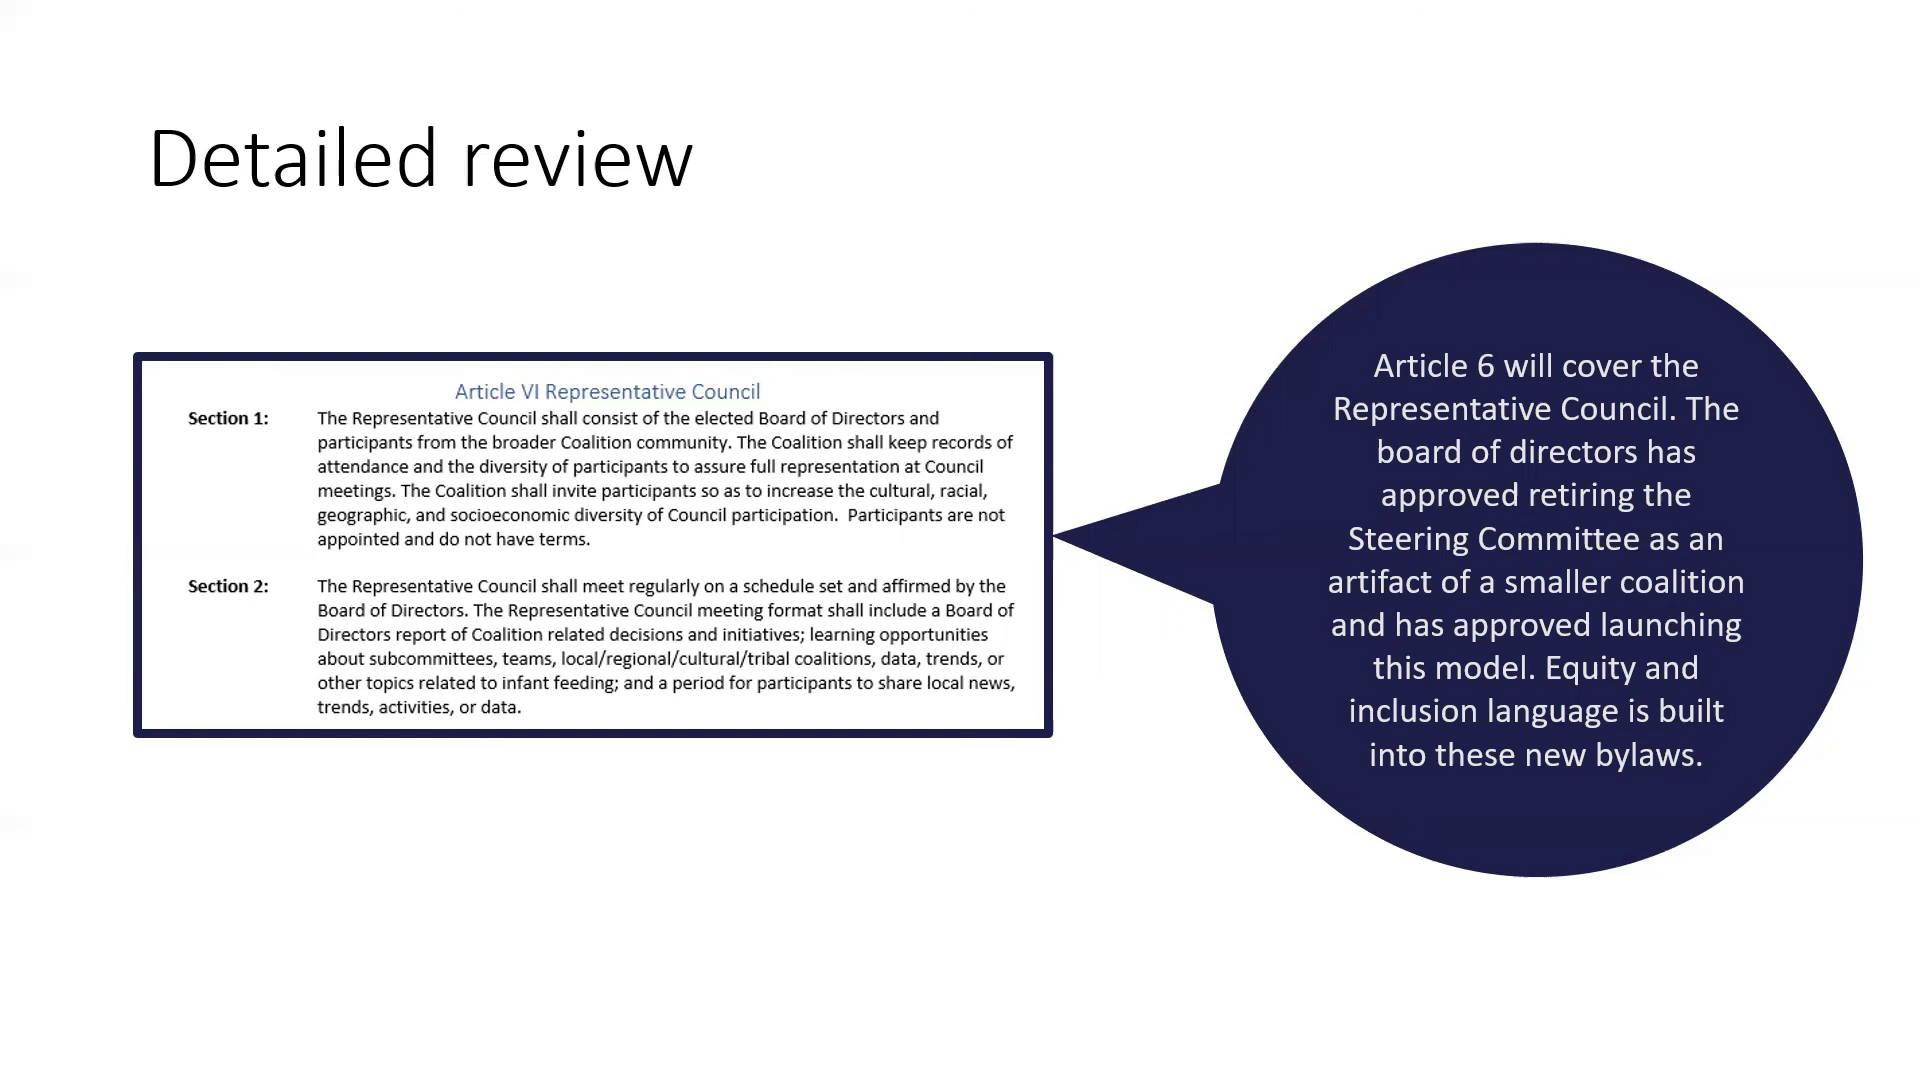 Detailed review
Article VI Representative Council
Section 1: The Representative Council shall consist of the elected Board of Directors and
participants from the broader Coalition community. The Coalition shall keep records of
attendance and the diversity of participants to assure full representation at Council
meetings. The Coalition shall invite participants so as to increase the cultural, racial,
geographic, and socioeconomic diversity of Council participation.  Participants are not
appointed and do not have terms.
Section 2: The Representative Council shall meet regularly on a schedule set and affirmed by the
Board of Directors. The Representative Council meeting format shall include a Board of
Directors report of Coalition related decisions and initiatives; learning opportunities
about subcommittees, teams, local/regional/cultural/tribal coalitions, data, trends, or
other topics related to infant feeding; and a period for participants to share local news,
trends, activities, or data.
Article 6 will cover the
Representative Council. The
board of directors has
approved retiring the
Steering Committee as an
artifact of a smaller coalition
and has approved launching
this model. Equity and
inclusion language is built
into these new bylaws.